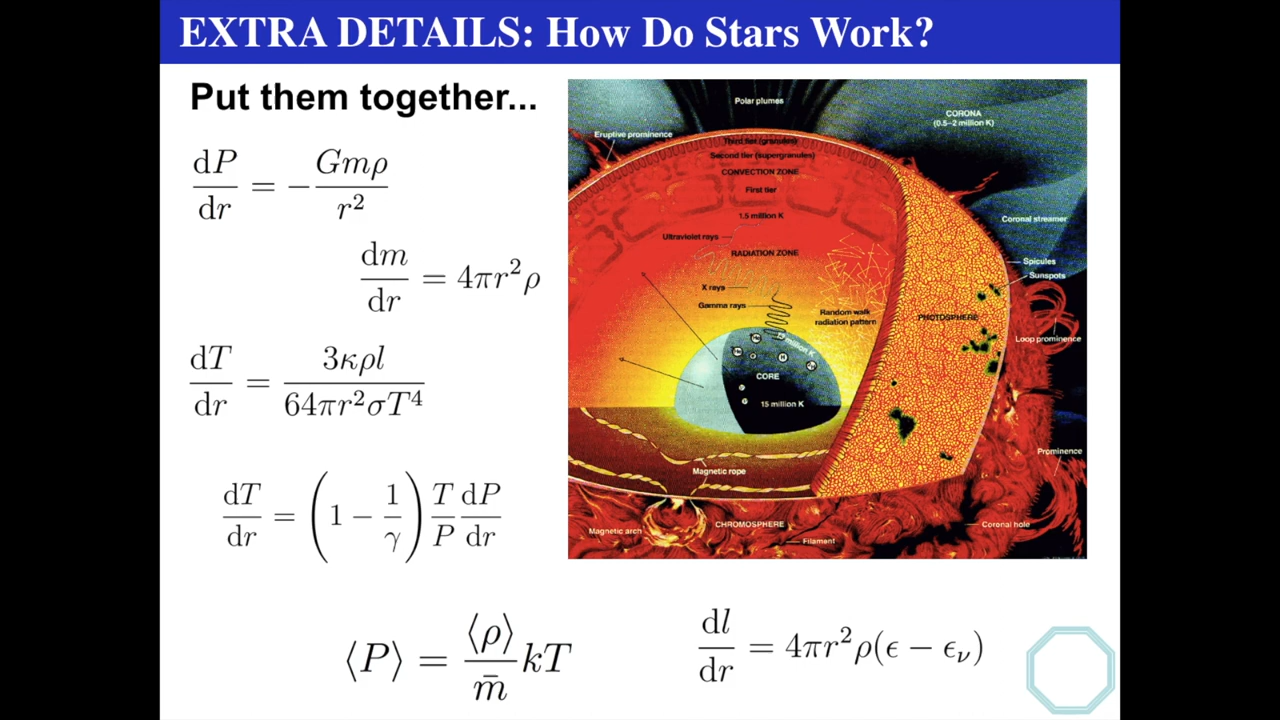 EXTRA DETAILS: How Do Stars Work?
Put them together...
dP/dr = −Gmρ/r²
dm/dr = 4πr²ρ
dT/dr = 3κρl/64πr²σT⁴
dT/dr = (1 − 1/γ) T/P dP/dr
⟨P⟩ = ⟨ρ⟩/m̄ kT
dl/dr = 4πr²ρ(ϵ − ϵᵥ)
Polar plumes
CORONA
(0.5–2 million K)
Eruptive prominence
Third tier (granules)
Second tier (supergranules)
CONVECTION ZONE
First tier
1.5 million K
Ultraviolet rays
RADIATION ZONE
X rays
Gamma rays
Random walk
radiation pattern
Coronal streamer
Spicules
Sunspots
PHOTOSPHERE
Loop prominence
CORE
15 million K
Magnetic rope
Prominence
Magnetic arch
CHROMOSPHERE
Filament
Coronal hole